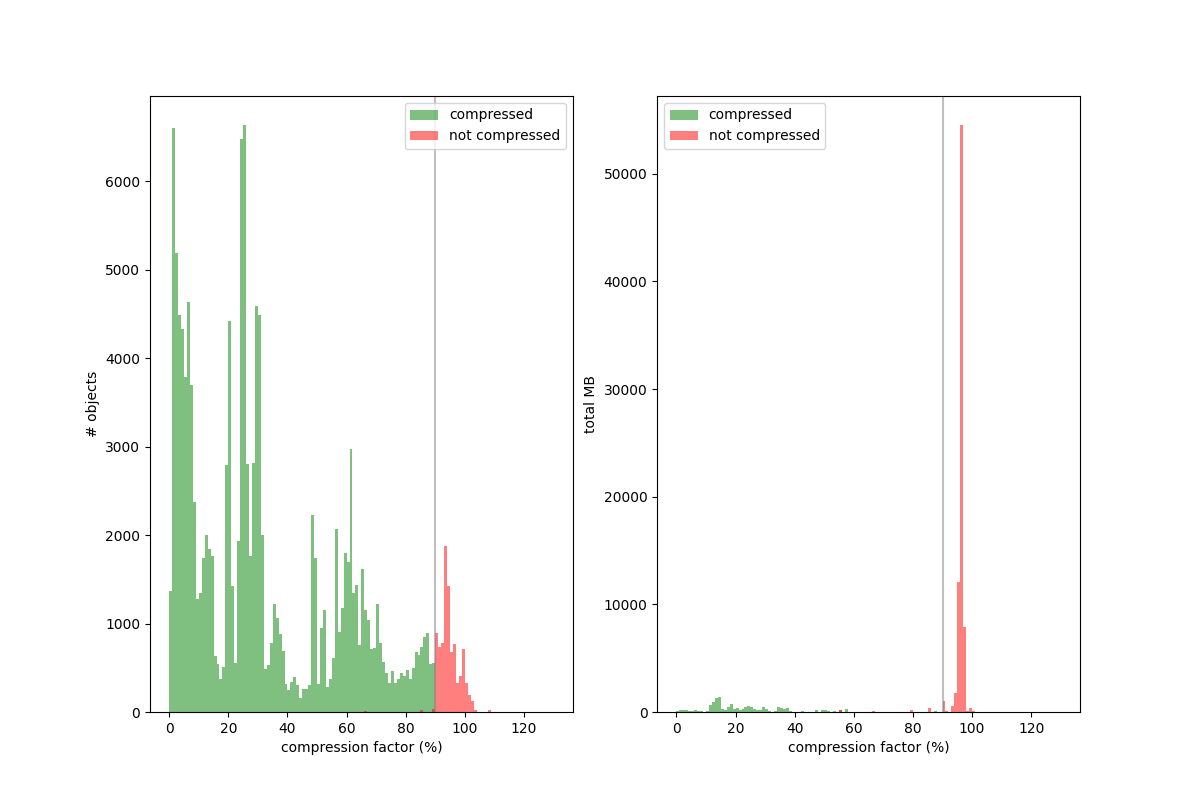 compressed
not compressed
6000
5000
4000
3000
2000
1000
0
# objects
0 20 40 60 80 100 120
compression factor (%)
compressed
not compressed
50000
40000
30000
20000
10000
0
total MB
0 20 40 60 80 100 120
compression factor (%)